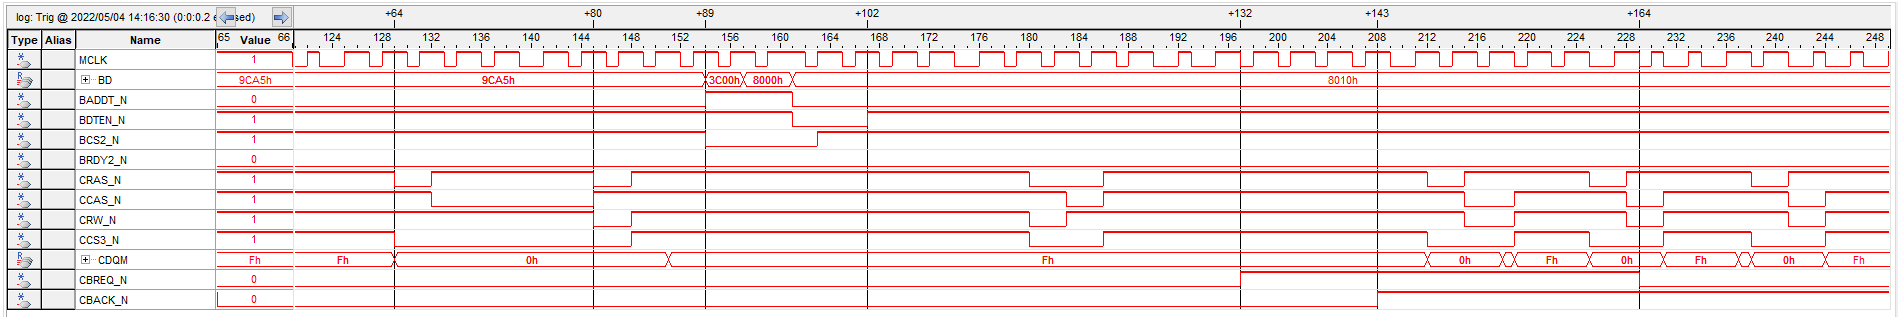 log: Trig @ 2022/05/04 14:16:30 (0:0:0.2 e sed) +64 +80 +89 +102 +132 +143 +164
Type Alias Name 65 Value 66 124 128 132 136 140 144 148 152 156 160 164 168 172 176 180 184 188 192 196 200 204 208 212 216 220 224 228 232 236 240 244 248
MCLK 1
R BD 9CA5h 9CA5h 3C00h 8000h 8010h
BADDT_N 0
BDTEN_N 1
BCS2_N 1
BRDY2_N 0
CRAS_N 1
CCAS_N 1
CRW_N 1
CCS3_N 1
R CDQM Fh Fh 0h Fh 0h Fh 0h Fh 0h Fh
CBREQ_N 0
CBACK_N 0